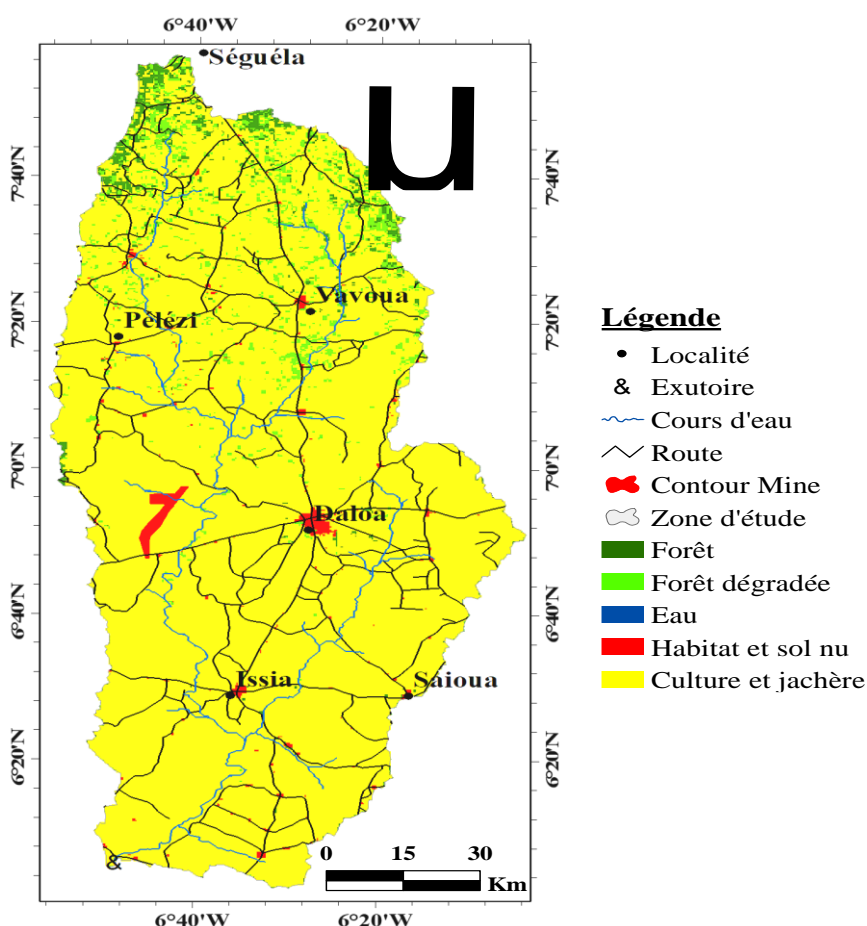 6°40'W 6°20'W
Séguéla
µ
7°40'N 7°40'N
Vavoua
Pélézi
7°20'N 7°20'N
7°0'N 7°0'N
Daloa
6°40'N 6°40'N
Issia Saioua
6°20'N 6°20'N
&
0 15 30
Km
6°40'W 6°20'W
Légende
Localité
& Exutoire
Cours d'eau
Route
Contour Mine
Zone d'étude
Forêt
Forêt dégradée
Eau
Habitat et sol nu
Culture et jachère